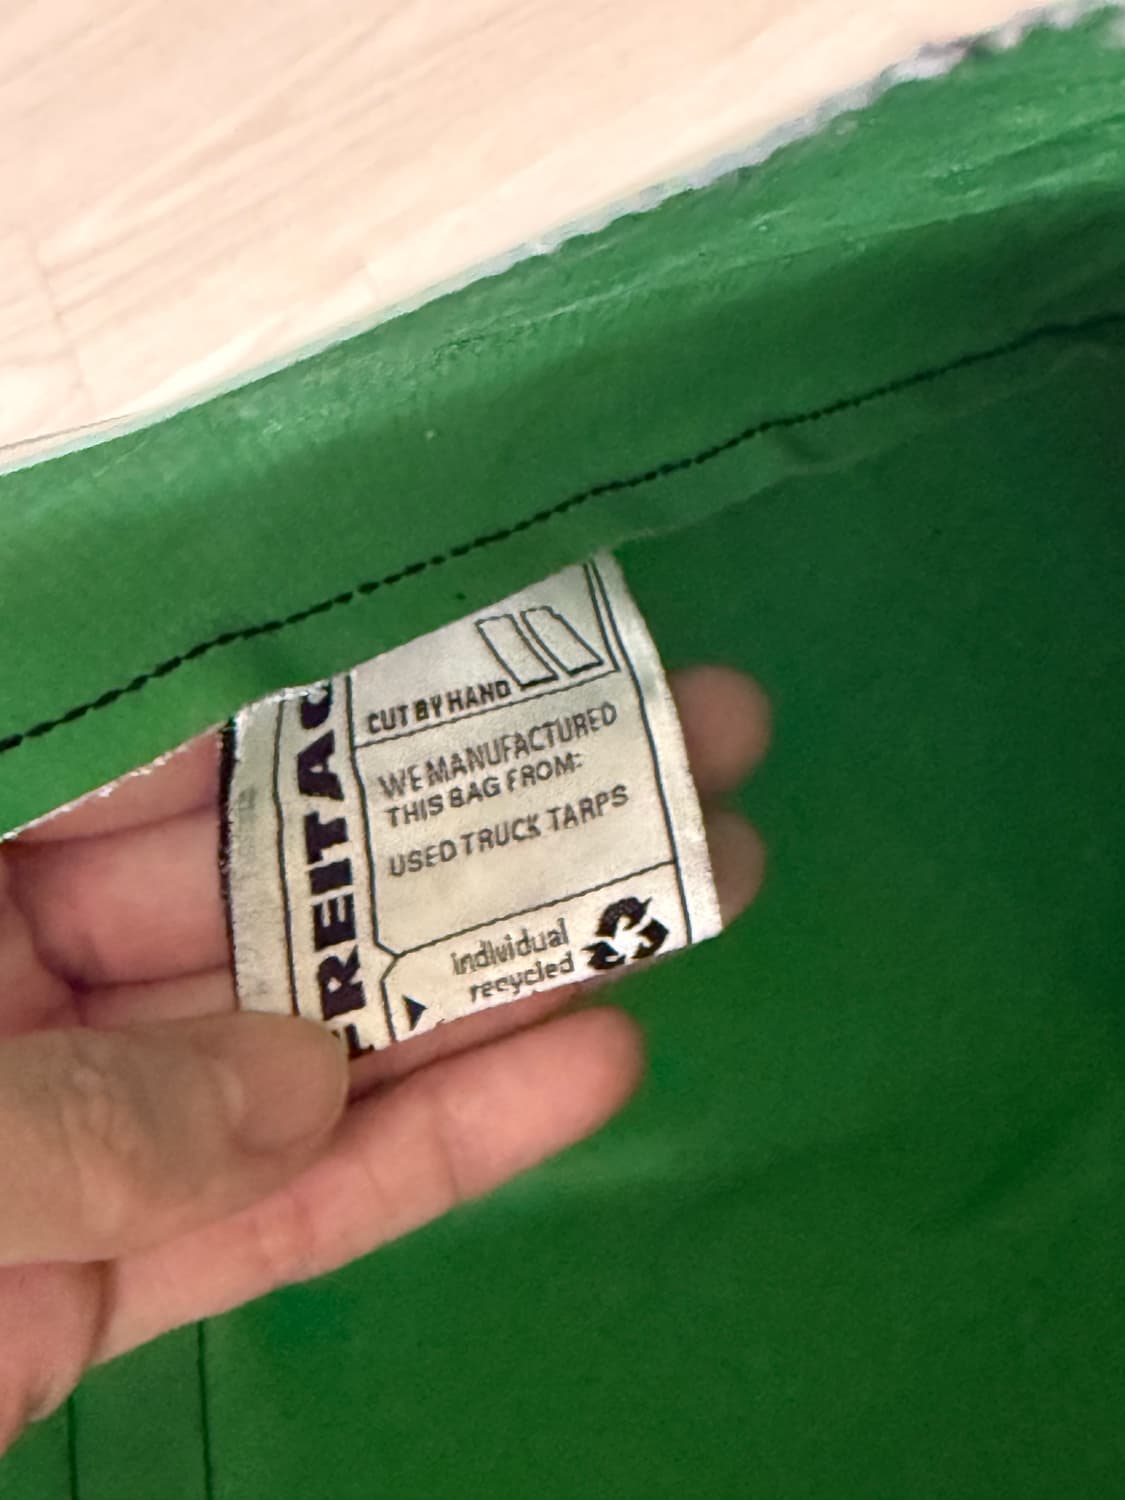 FREITAG
CUT BY HAND
WE MANUFACTURED
THIS BAG FROM:
USED TRUCK TARPS
individual
recycled